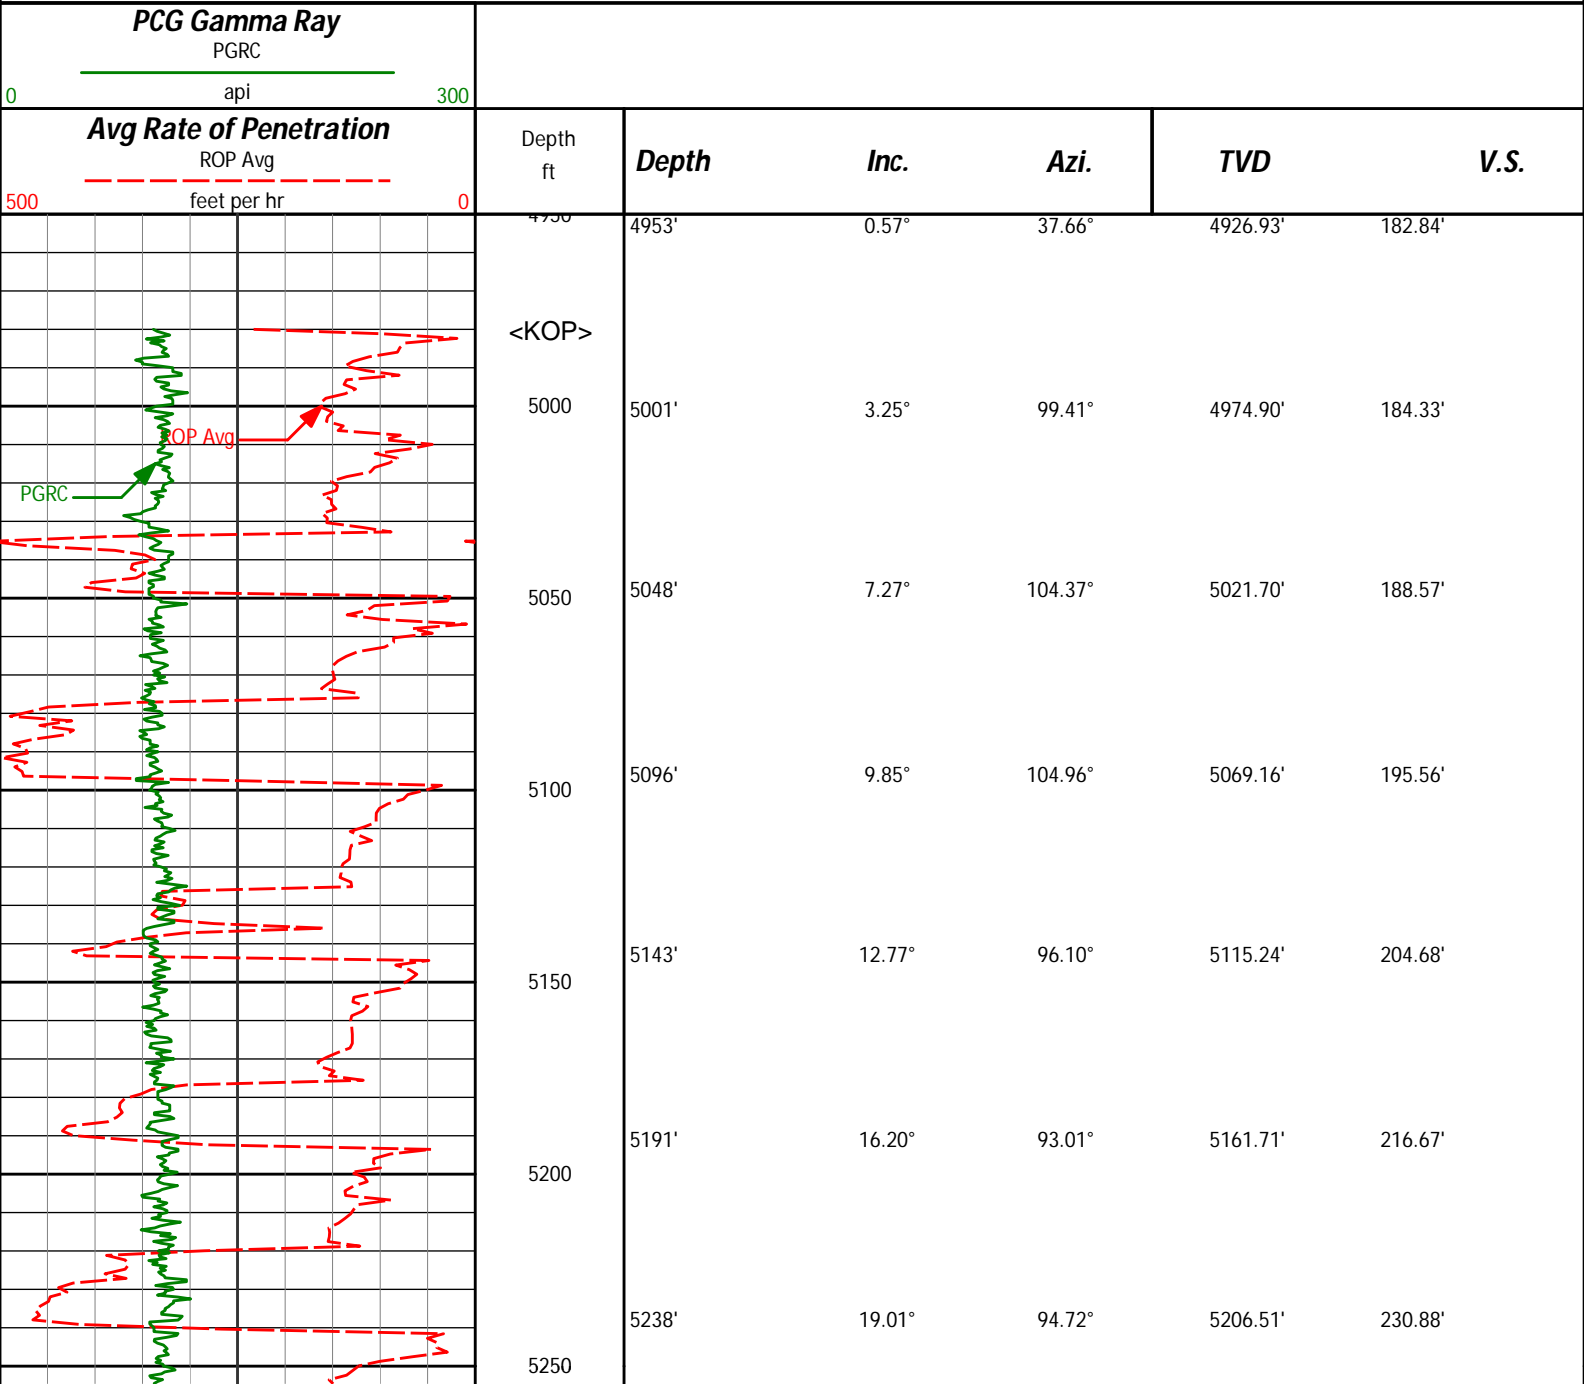 PCG Gamma Ray
PGRC
0 api 300
Avg Rate of Penetration
ROP Avg
500 feet per hr 0
Depth
ft
Depth Inc. Azi. TVD V.S.
4950
4953' 0.57° 37.66° 4926.93' 182.84'
<KOP>
5000
5001' 3.25° 99.41° 4974.90' 184.33'
ROP Avg
PGRC
5048' 7.27° 104.37° 5021.70' 188.57'
5050
5096' 9.85° 104.96° 5069.16' 195.56'
5100
5143' 12.77° 96.10° 5115.24' 204.68'
5150
5191' 16.20° 93.01° 5161.71' 216.67'
5200
5238' 19.01° 94.72° 5206.51' 230.88'
5250